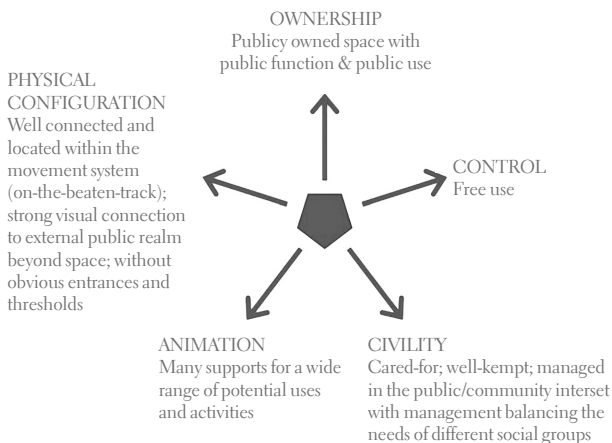 OWNERSHIP
Publicy owned space with
public function & public use
PHYSICAL
CONFIGURATION
Well connected and
located within the
movement system
(on-the-beaten-track);
strong visual connection
to external public realm
beyond space; without
obvious entrances and
thresholds
CONTROL
Free use
ANIMATION
Many supports for a wide
range of potential uses
and activities
CIVILITY
Cared-for; well-kempt; managed
in the public/community interset
with management balancing the
needs of different social groups